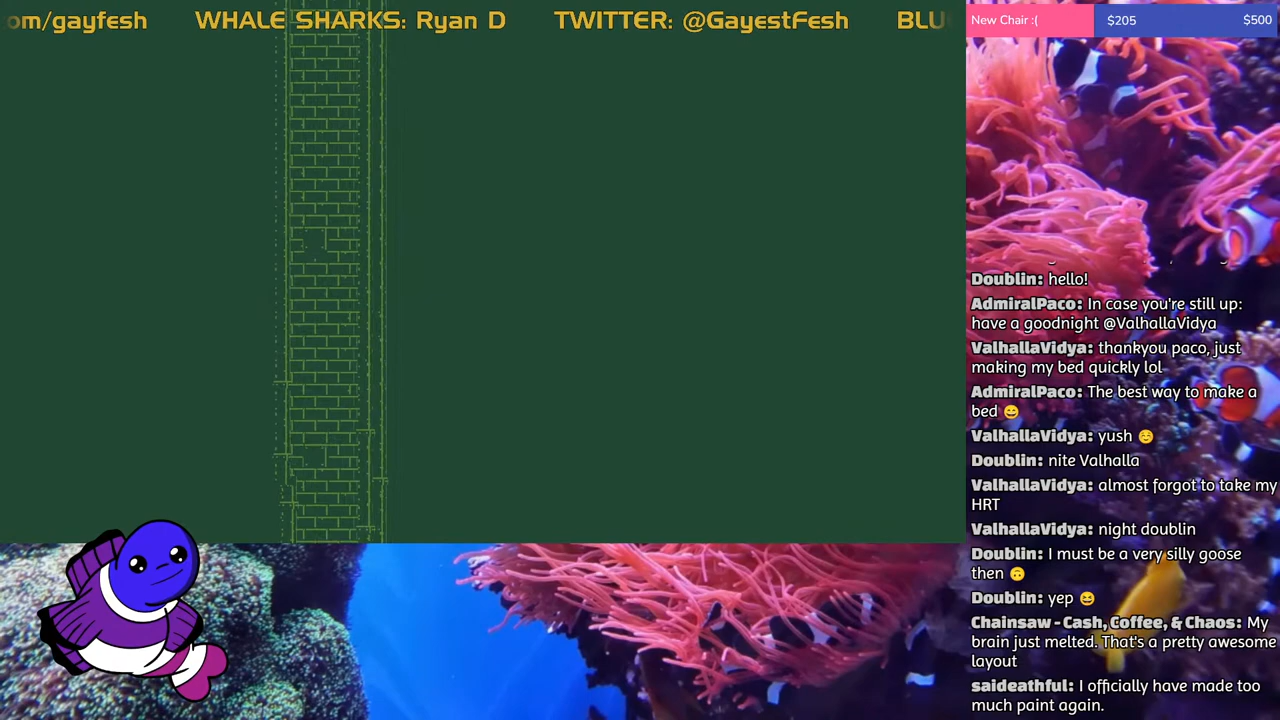 om/gayfesh WHALE SHARKS: Ryan D TWITTER: @GayestFesh BLU
New Chair :( $205 $500
Doublin: hello!
AdmiralPaco: In case you're still up:
have a goodnight @ValhallaVidya
ValhallaVidya: thankyou paco, just
making my bed quickly lol
AdmiralPaco: The best way to make a
bed 😄
ValhallaVidya: yush ☺️
Doublin: nite Valhalla
ValhallaVidya: almost forgot to take my
HRT
ValhallaVidya: night doublin
Doublin: I must be a very silly goose
then 🙃
Doublin: yep 😆
Chainsaw - Cash, Coffee, & Chaos: My
brain just melted. That's a pretty awesome
layout
saideathful: I officially have made too
much paint again.